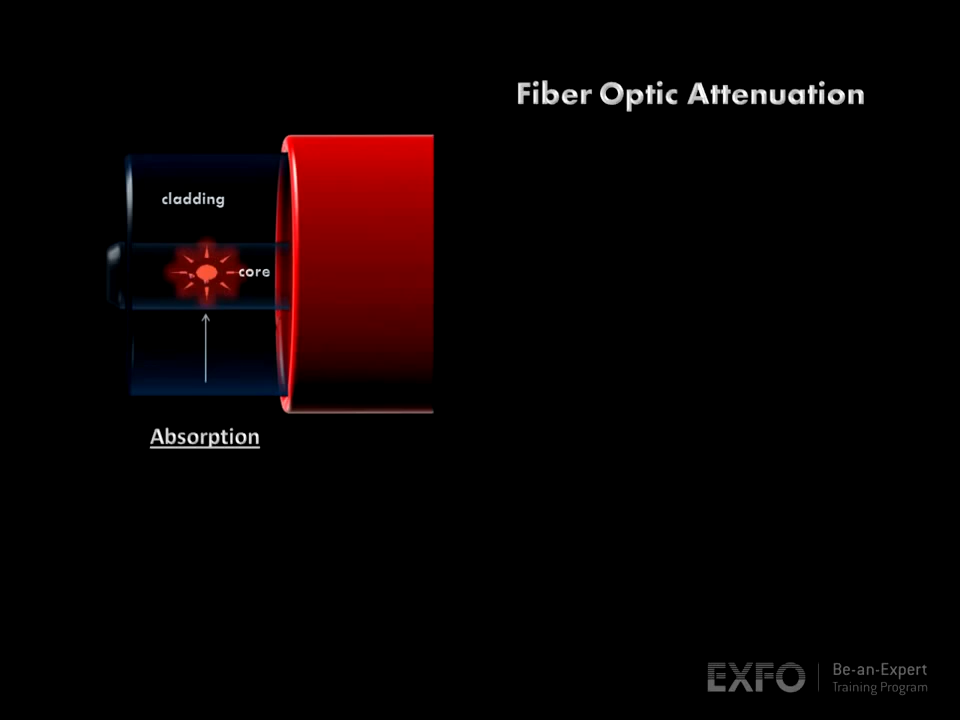 Fiber Optic Attenuation
cladding
core
Absorption
EXFO
Be-an-Expert
Training Program